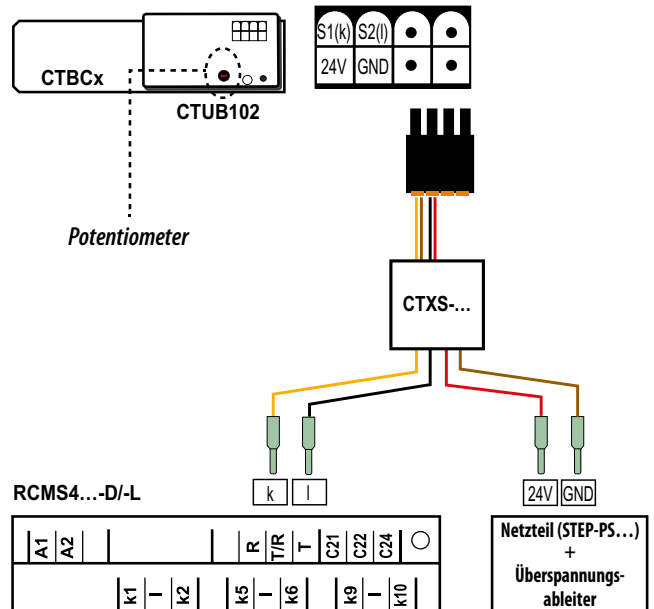 S1(k) S2(l)
24V GND
CTBCx
CTUB102
Potentiometer
CTXS-...
RCMS4...-D/-L
k l
24V GND
A1 A2 R T/R T C21 C22 C24
k1 l k2 k5 l k6 k9 l k10
Netzteil (STEP-PS...)
+
Überspannungs-
ableiter